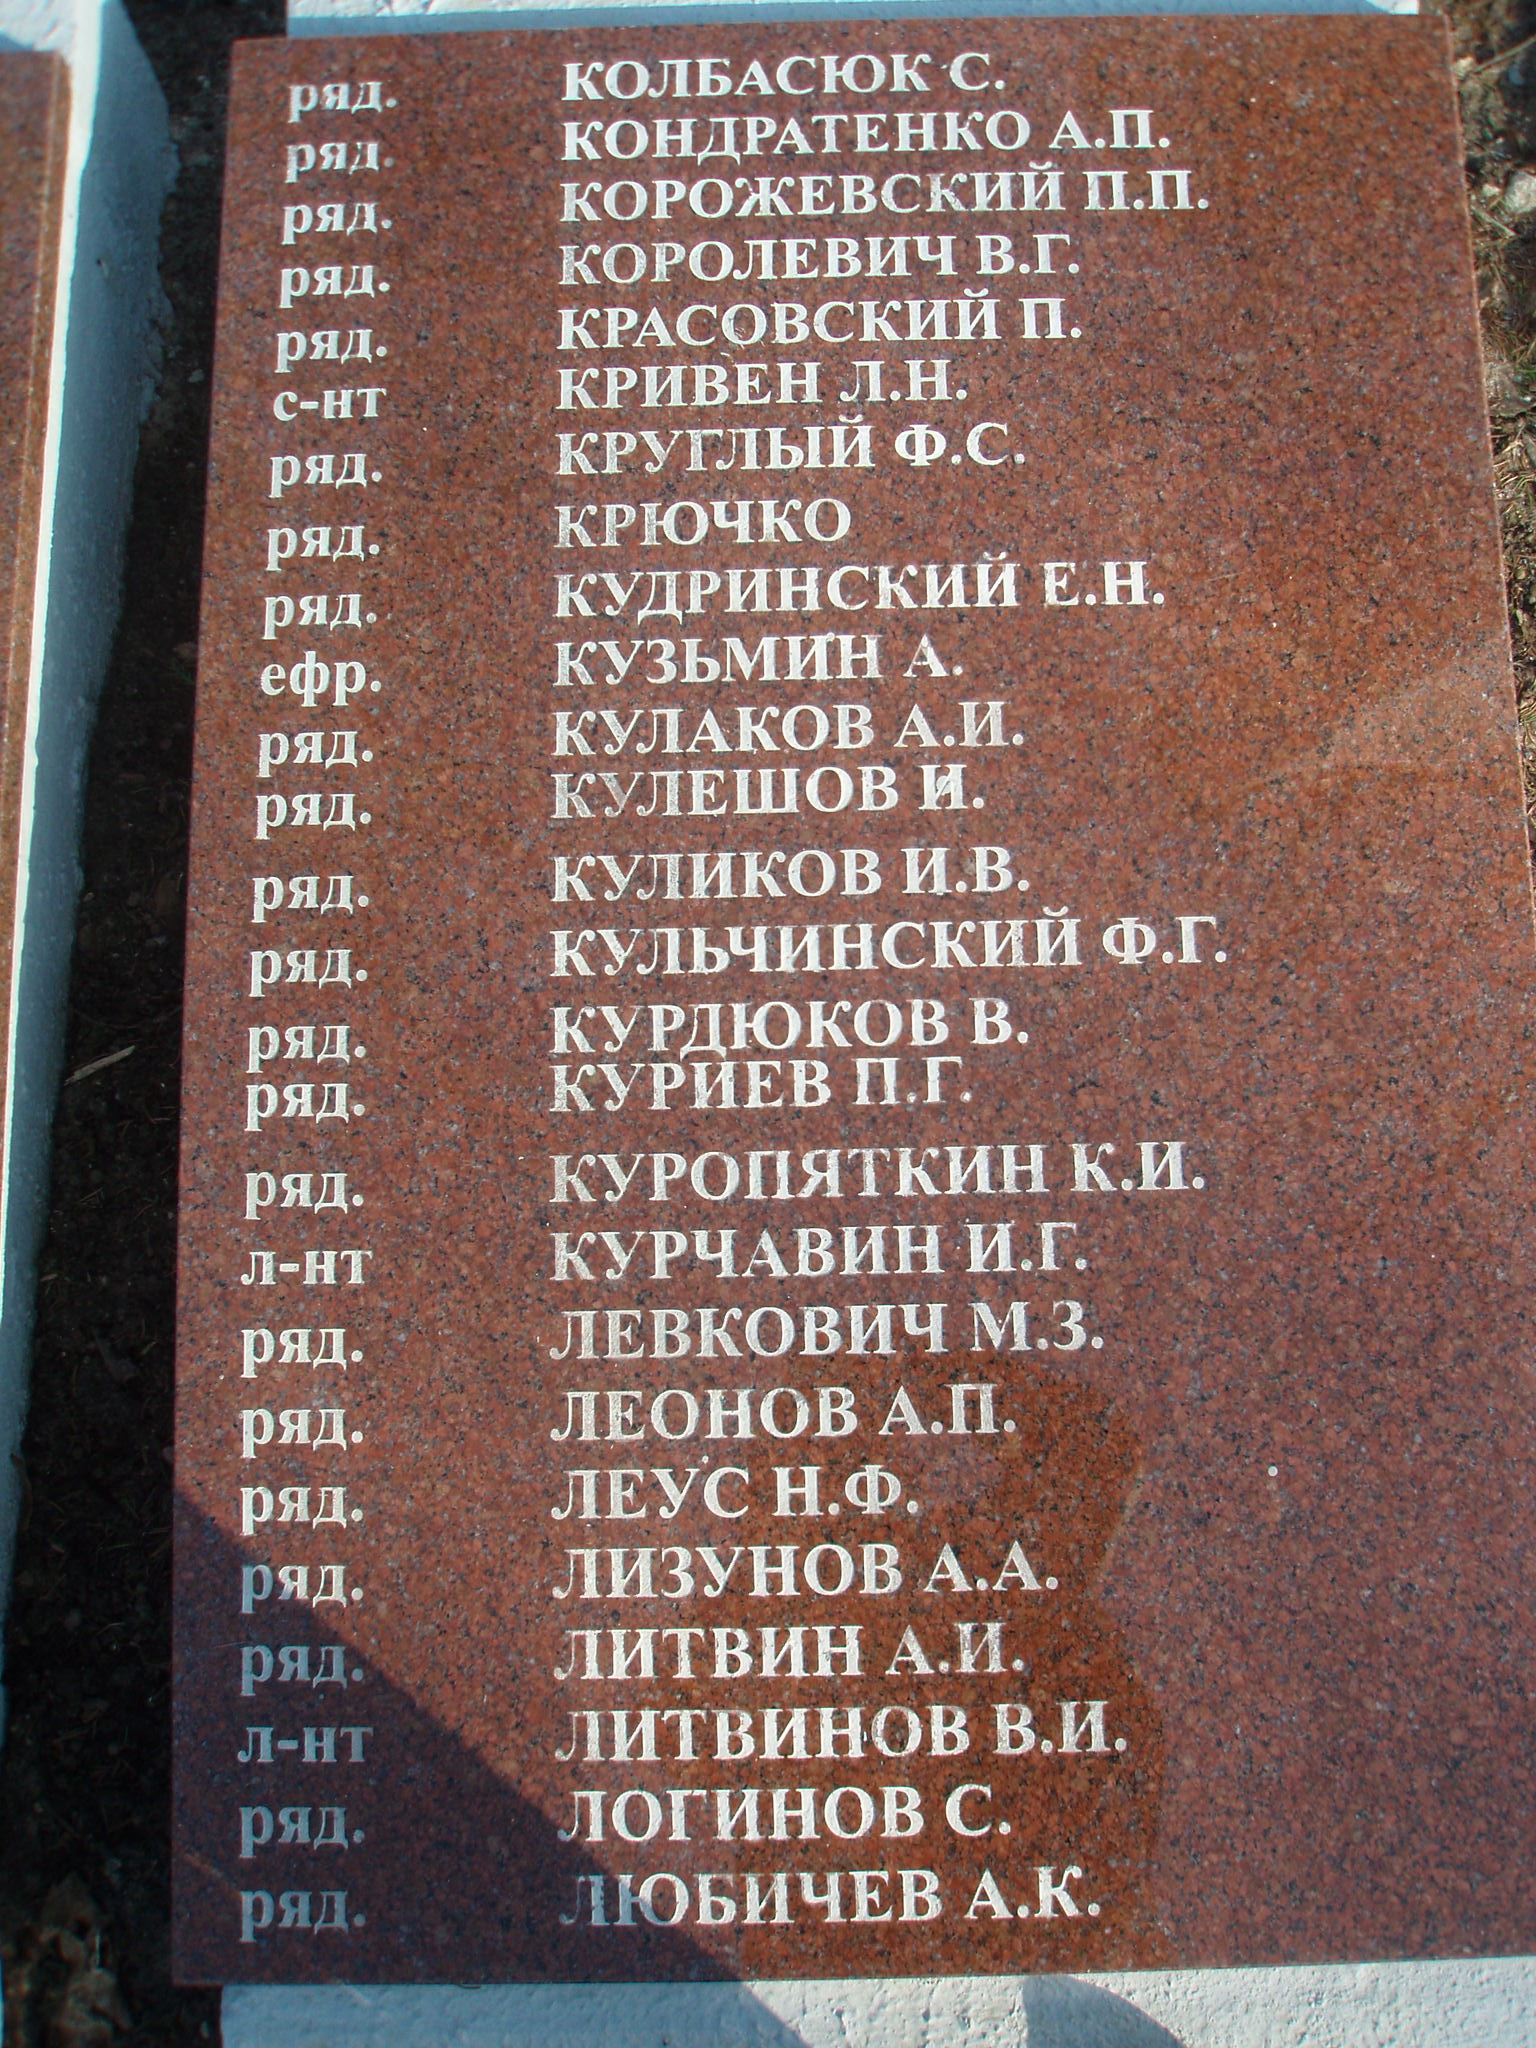 ряд. КОЛБАСЮК С.
ряд. КОНДРАТЕНКО А.П.
ряд. КОРОЖЕВСКИЙ П.П.
ряд. КОРОЛЕВИЧ В.Г.
ряд. КРАСОВСКИЙ П.
с-нт КРИВЕН Л.Н.
ряд. КРУГЛЫЙ Ф.С.
ряд. КРЮЧКО
ряд. КУДРИНСКИЙ Е.Н.
ефр. КУЗЬМИН А.
ряд. КУЛАКОВ А.И.
ряд. КУЛЕШОВ И.
ряд. КУЛИКОВ И.В.
ряд. КУЛЬЧИНСКИЙ Ф.Г.
ряд. КУРДЮКОВ В.
ряд. КУРИЕВ П.Г.
ряд. КУРОПЯТКИН К.И.
л-нт КУРЧАВИН И.Г.
ряд. ЛЕВКОВИЧ М.З.
ряд. ЛЕОНОВ А.П.
ряд. ЛЕУС Н.Ф.
ряд. ЛИЗУНОВ А.А.
ряд. ЛИТВИН А.И.
л-нт ЛИТВИНОВ В.И.
ряд. ЛОГИНОВ С.
ряд. ЛЮБИЧЕВ А.К.